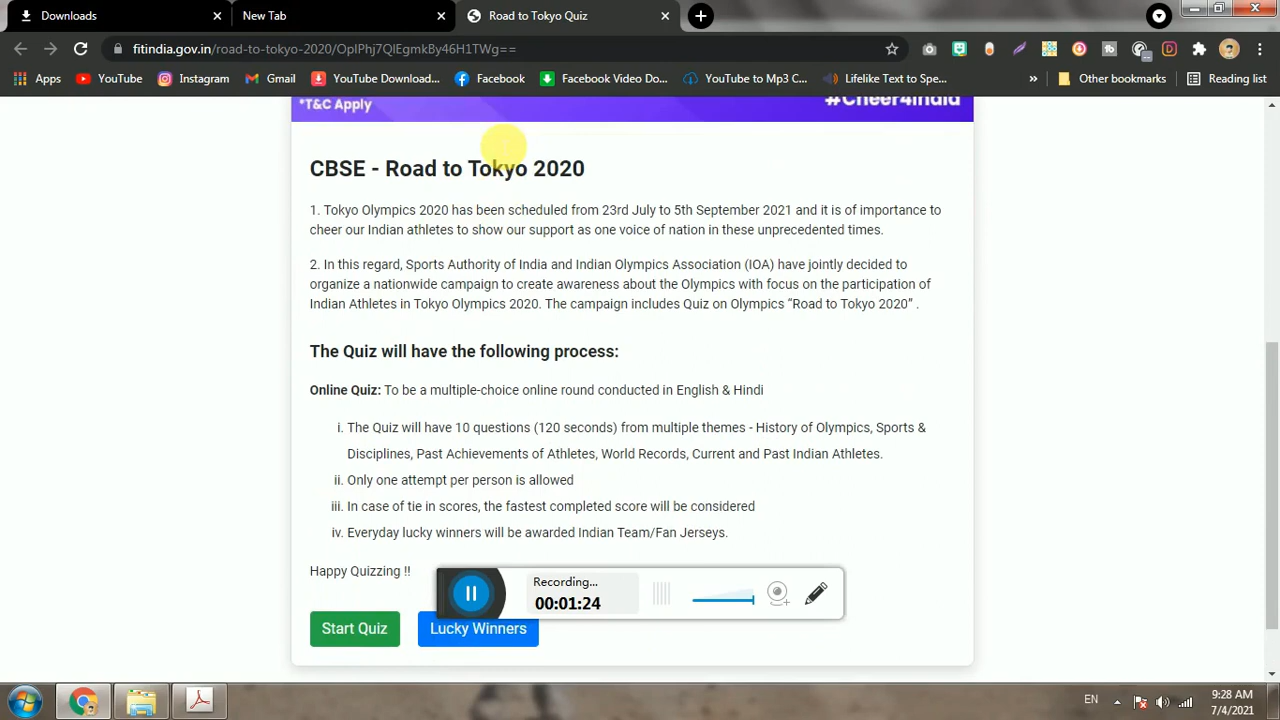 Downloads
New Tab
Road to Tokyo Quiz
fitindia.gov.in/road-to-tokyo-2020/OplPhj7QlEgmkBy46H1TWg==
Apps
YouTube
Instagram
Gmail
YouTube Download...
Facebook
Facebook Video Do...
YouTube to Mp3 C...
Lifelike Text to Spe...
»
Other bookmarks
Reading list
*T&C Apply
#Cheer4India
CBSE - Road to Tokyo 2020
1. Tokyo Olympics 2020 has been scheduled from 23rd July to 5th September 2021 and it is of importance to
cheer our Indian athletes to show our support as one voice of nation in these unprecedented times.
2. In this regard, Sports Authority of India and Indian Olympics Association (IOA) have jointly decided to
organize a nationwide campaign to create awareness about the Olympics with focus on the participation of
Indian Athletes in Tokyo Olympics 2020. The campaign includes Quiz on Olympics “Road to Tokyo 2020” .
The Quiz will have the following process:
Online Quiz: To be a multiple-choice online round conducted in English & Hindi
i. The Quiz will have 10 questions (120 seconds) from multiple themes - History of Olympics, Sports &
Disciplines, Past Achievements of Athletes, World Records, Current and Past Indian Athletes.
ii. Only one attempt per person is allowed
iii. In case of tie in scores, the fastest completed score will be considered
iv. Everyday lucky winners will be awarded Indian Team/Fan Jerseys.
Happy Quizzing !!
Recording...
00:01:24
Start Quiz
Lucky Winners
EN
9:28 AM
7/4/2021